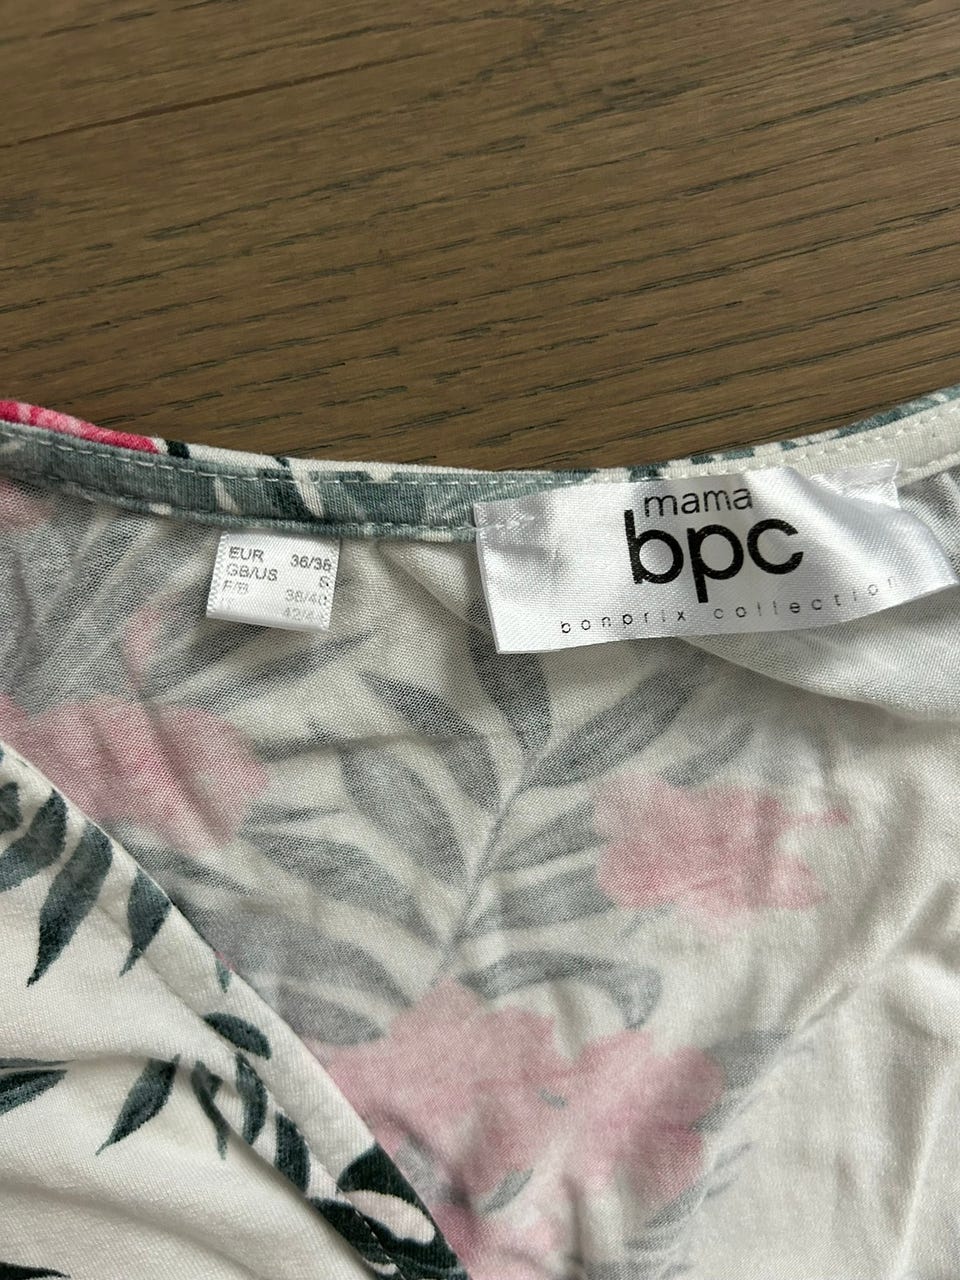 EUR 36/38
GB/US S
F/B 38/40
mama
bpc
bonprix collection